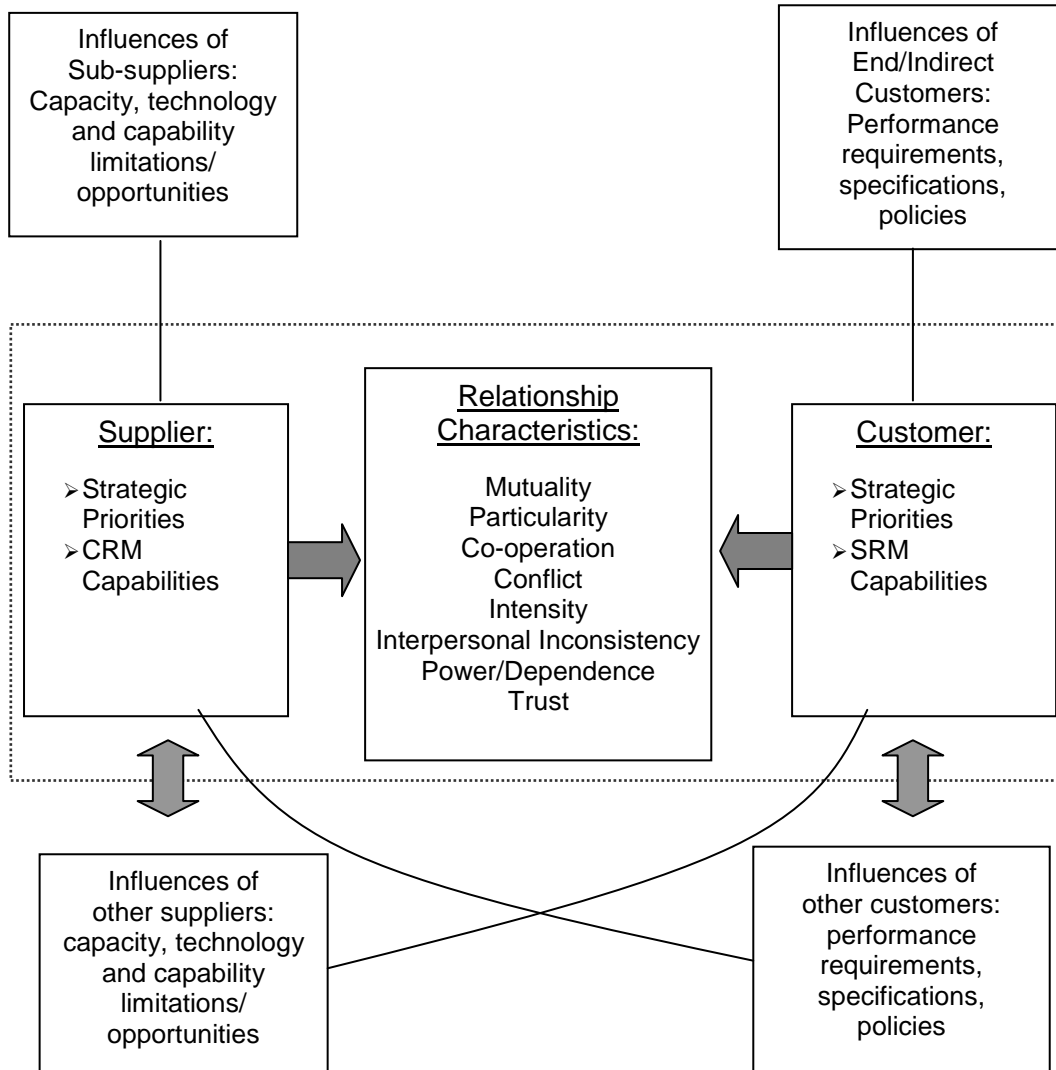 Influences of
Sub-suppliers:
Capacity, technology
and capability
limitations/
opportunities
Influences of
End/Indirect
Customers:
Performance
requirements,
specifications,
policies
Supplier:
➢Strategic
Priorities
➢CRM
Capabilities
Relationship
Characteristics:
Mutuality
Particularity
Co-operation
Conflict
Intensity
Interpersonal Inconsistency
Power/Dependence
Trust
Customer:
➢Strategic
Priorities
➢SRM
Capabilities
Influences of
other suppliers:
capacity, technology
and capability
limitations/
opportunities
Influences of
other customers:
performance
requirements,
specifications,
policies